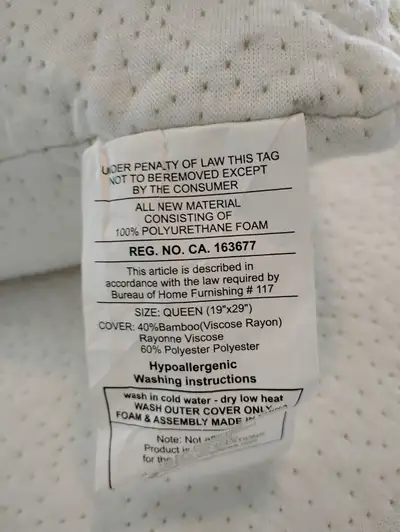 UNDER PENALTY OF LAW THIS TAG
NOT TO BEREMOVED EXCEPT
BY THE CONSUMER
ALL NEW MATERIAL
CONSISTING OF
100% POLYURETHANE FOAM
REG. NO. CA. 163677
This article is described in
accordance with the law required by
Bureau of Home Furnishing # 117
SIZE: QUEEN (19"x29")
COVER: 40%Bamboo(Viscose Rayon)
Rayonne Viscose
60% Polyester Polyester
Hypoallergenic
Washing instructions
wash in cold water - dry low heat
WASH OUTER COVER ONLY
FOAM & ASSEMBLY MADE IN
Note: Not
Product
for the